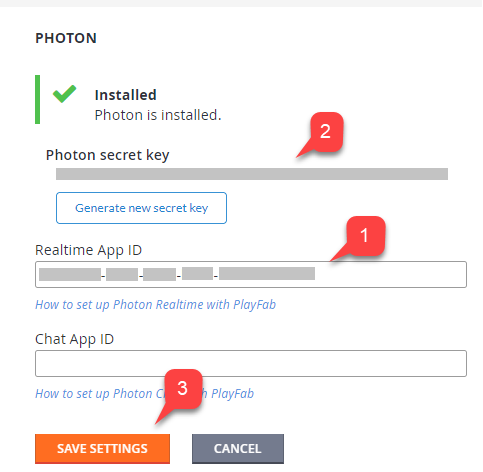 PHOTON
Installed
Photon is installed.
2
Photon secret key
Generate new secret key
1
Realtime App ID
How to set up Photon Realtime with PlayFab
Chat App ID
How to set up Photon C h PlayFab
3
SAVE SETTINGS CANCEL